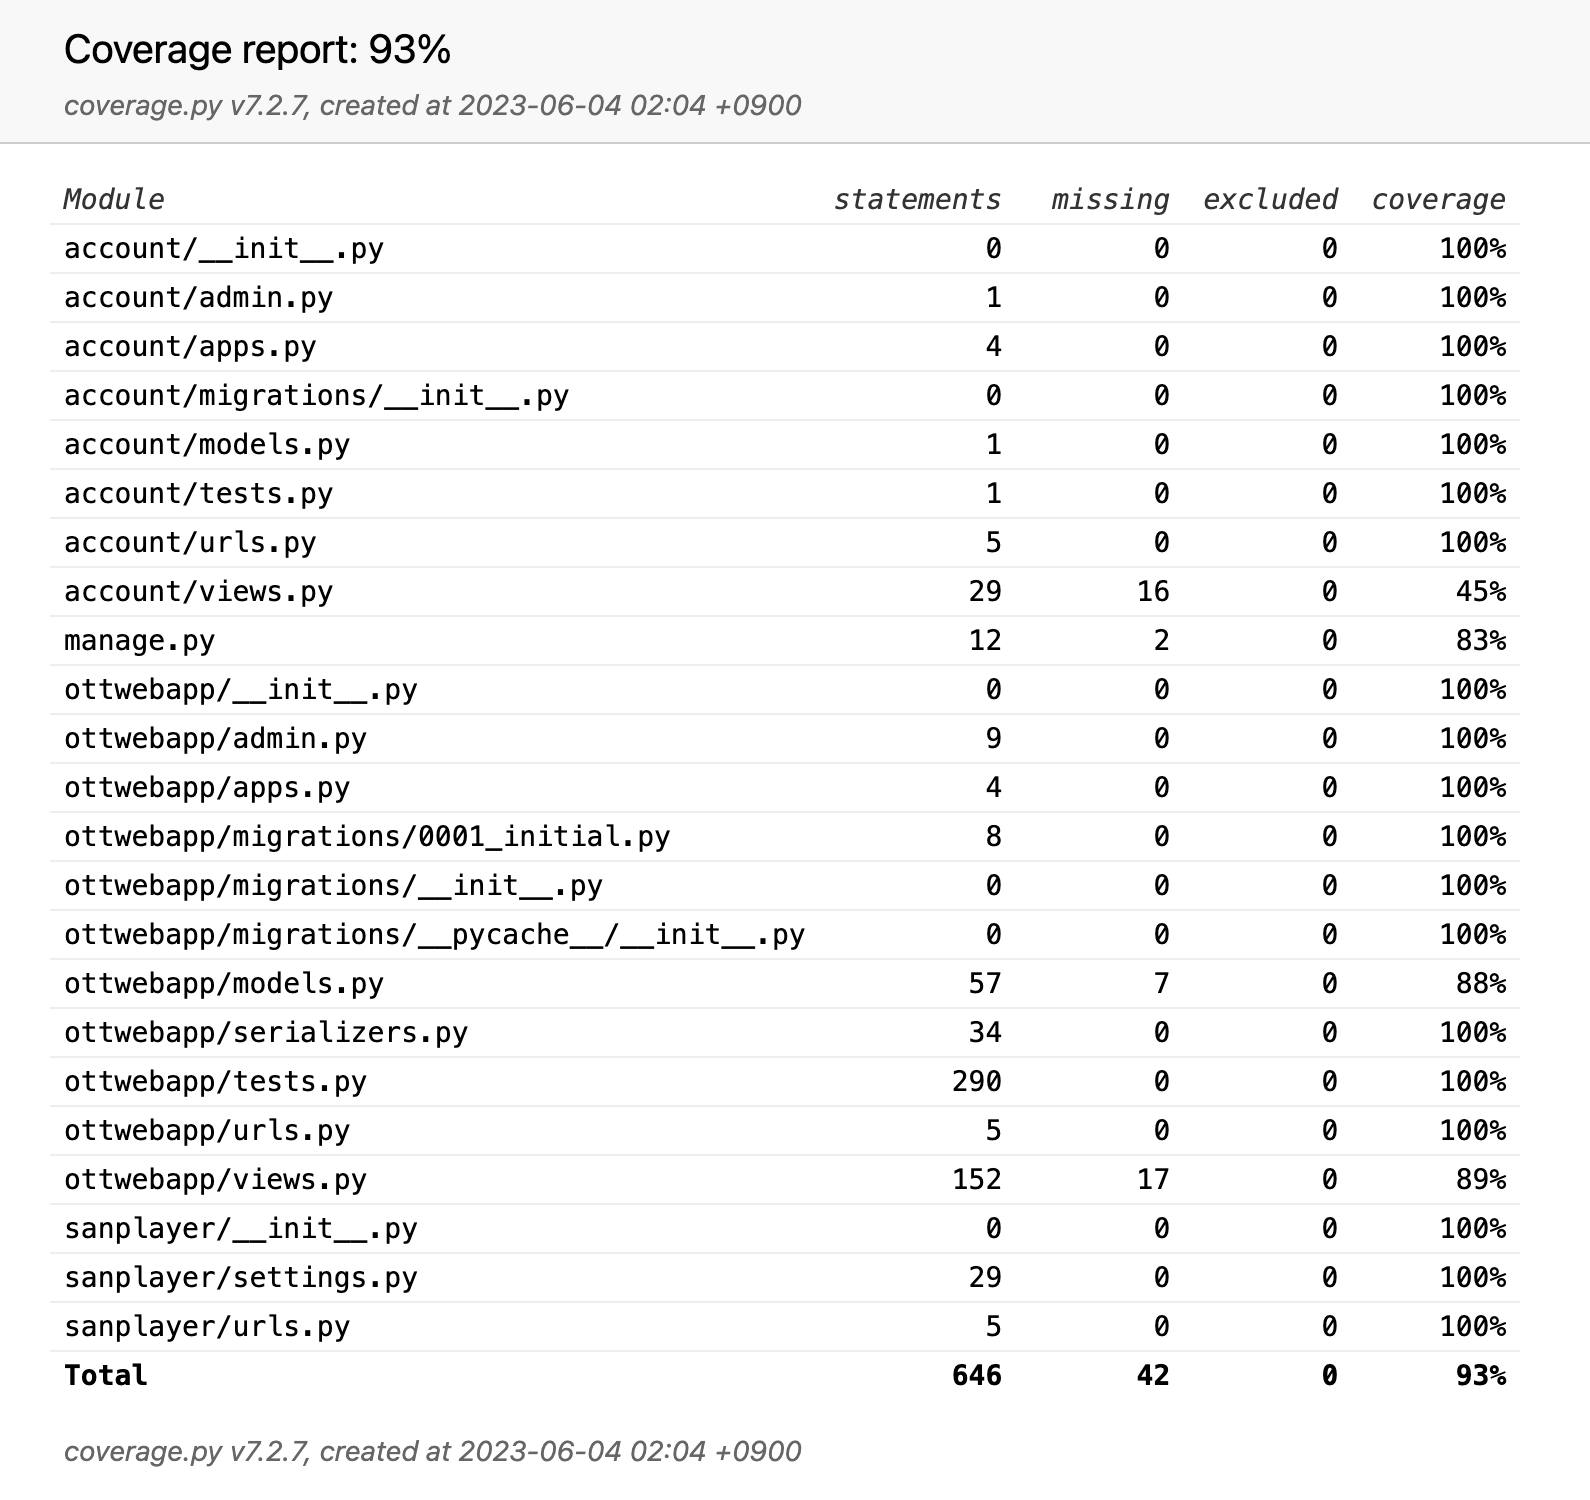 Coverage report: 93%
coverage.py v7.2.7, created at 2023-06-04 02:04 +0900
Module statements missing excluded coverage
account/__init__.py 0 0 0 100%
account/admin.py 1 0 0 100%
account/apps.py 4 0 0 100%
account/migrations/__init__.py 0 0 0 100%
account/models.py 1 0 0 100%
account/tests.py 1 0 0 100%
account/urls.py 5 0 0 100%
account/views.py 29 16 0 45%
manage.py 12 2 0 83%
ottwebapp/__init__.py 0 0 0 100%
ottwebapp/admin.py 9 0 0 100%
ottwebapp/apps.py 4 0 0 100%
ottwebapp/migrations/0001_initial.py 8 0 0 100%
ottwebapp/migrations/__init__.py 0 0 0 100%
ottwebapp/migrations/__pycache__/__init__.py 0 0 0 100%
ottwebapp/models.py 57 7 0 88%
ottwebapp/serializers.py 34 0 0 100%
ottwebapp/tests.py 290 0 0 100%
ottwebapp/urls.py 5 0 0 100%
ottwebapp/views.py 152 17 0 89%
sanplayer/__init__.py 0 0 0 100%
sanplayer/settings.py 29 0 0 100%
sanplayer/urls.py 5 0 0 100%
Total 646 42 0 93%
coverage.py v7.2.7, created at 2023-06-04 02:04 +0900